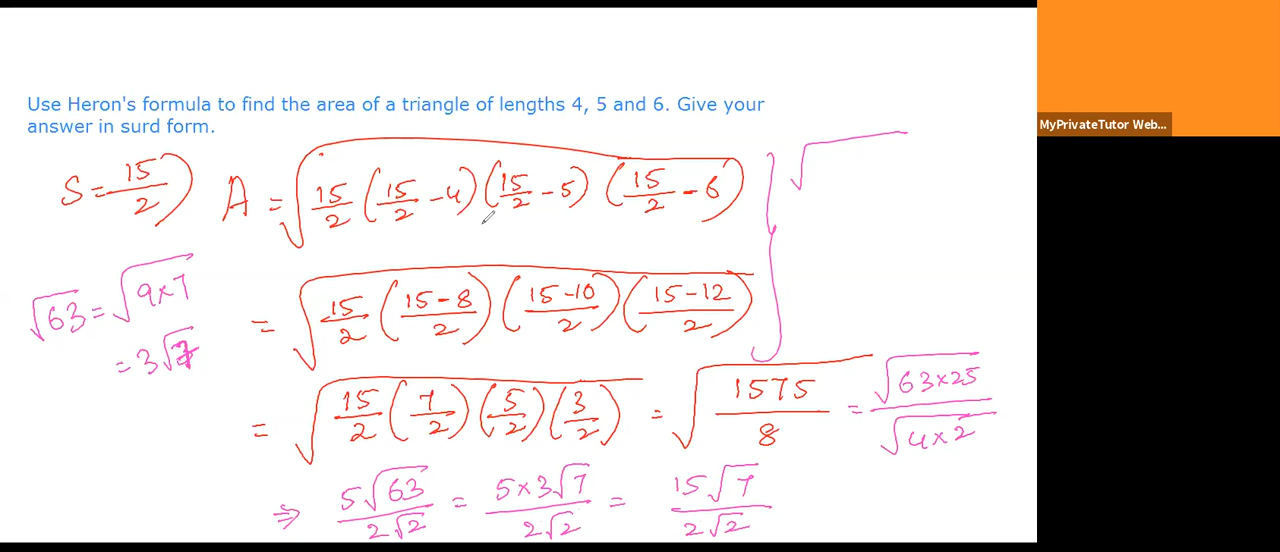 Use Heron's formula to find the area of a triangle of lengths 4, 5 and 6. Give your
answer in surd form.
MyPrivateTutor Web...
S = 15/2) A = √(15/2 (15/2 - 4) (15/2 - 5) (15/2 - 6)) } √
√63 = √(9×7)
= 3√7
= √(15/2 ((15-8)/2) ((15-10)/2) ((15-12)/2))
= √(15/2 (7/2) (5/2) (3/2)) = √(1575/8) = √(63×25)/√(4×2)
⇒ 5√63/2√2 = 5×3√7/2√2 = 15√7/2√2